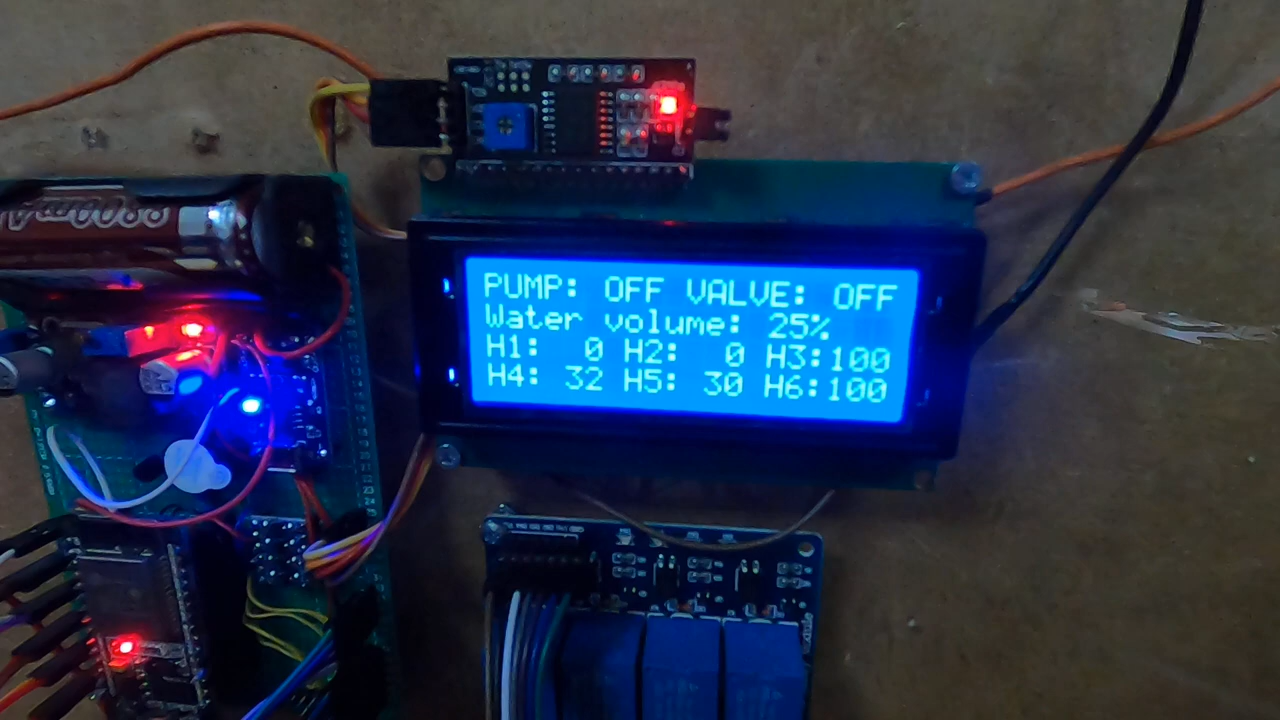 PUMP: OFF VALVE: OFF
Water volume: 25%
H1:   0 H2:   0 H3:100
H4: 32 H5: 30 H6:100